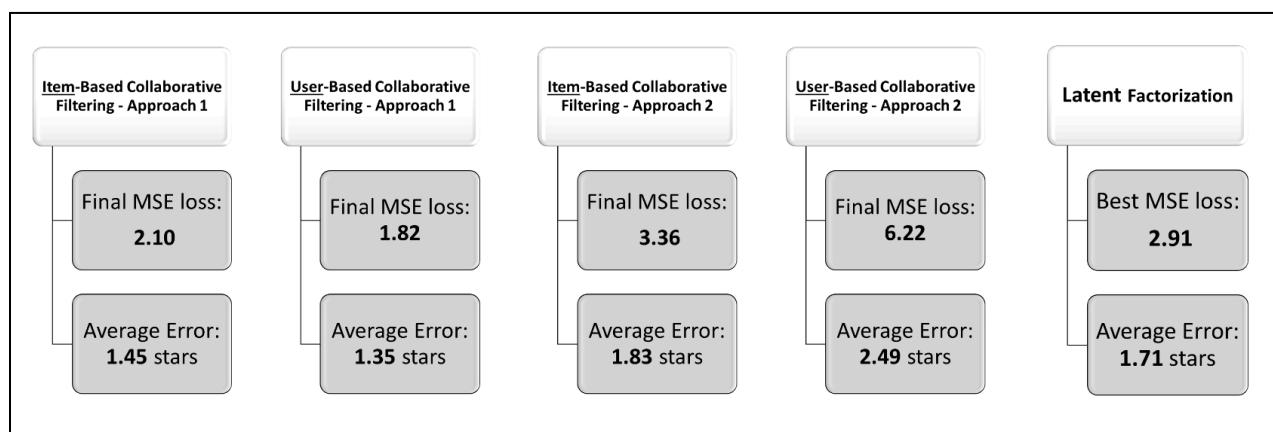 Item-Based Collaborative
Filtering - Approach 1
Final MSE loss:
2.10
Average Error:
1.45 stars
User-Based Collaborative
Filtering - Approach 1
Final MSE loss:
1.82
Average Error:
1.35 stars
Item-Based Collaborative
Filtering - Approach 2
Final MSE loss:
3.36
Average Error:
1.83 stars
User-Based Collaborative
Filtering - Approach 2
Final MSE loss:
6.22
Average Error:
2.49 stars
Latent Factorization
Best MSE loss:
2.91
Average Error:
1.71 stars